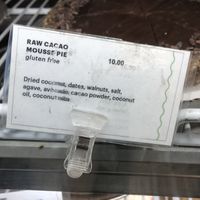 RAW CACAO
MOUSSE PIE
gluten free
10.00
Dried coconut, dates, walnuts, salt,
agave, avocado, cacao powder, coconut
oil, coconut milk